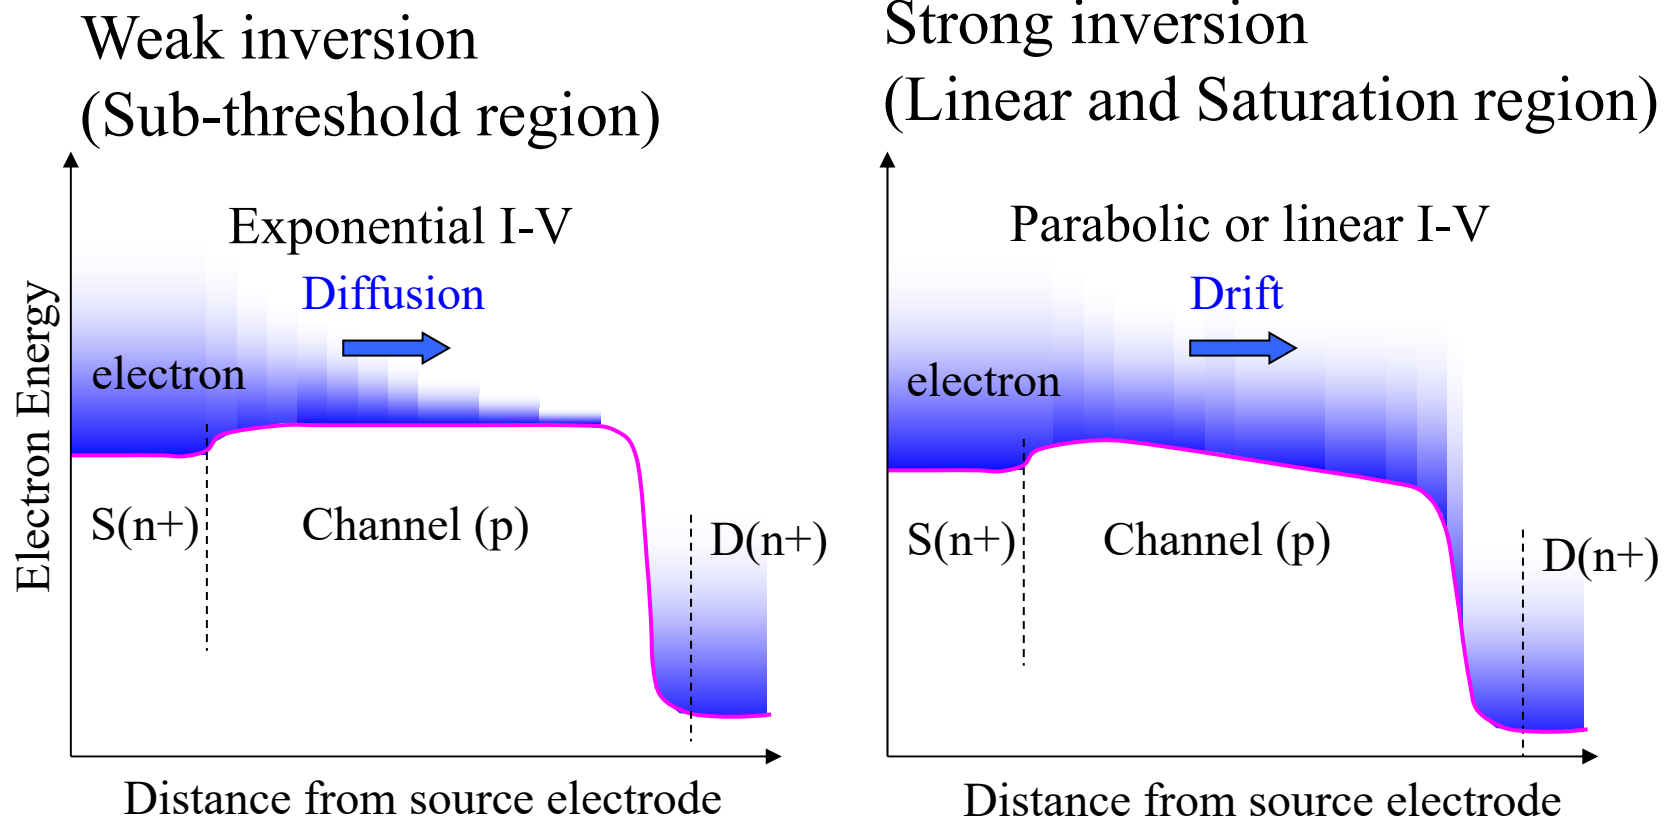 Weak inversion
(Sub-threshold region)
Exponential I-V
Diffusion
electron
Electron Energy
S(n+)
Channel (p)
D(n+)
Distance from source electrode
Strong inversion
(Linear and Saturation region)
Parabolic or linear I-V
Drift
electron
S(n+)
Channel (p)
D(n+)
Distance from source electrode